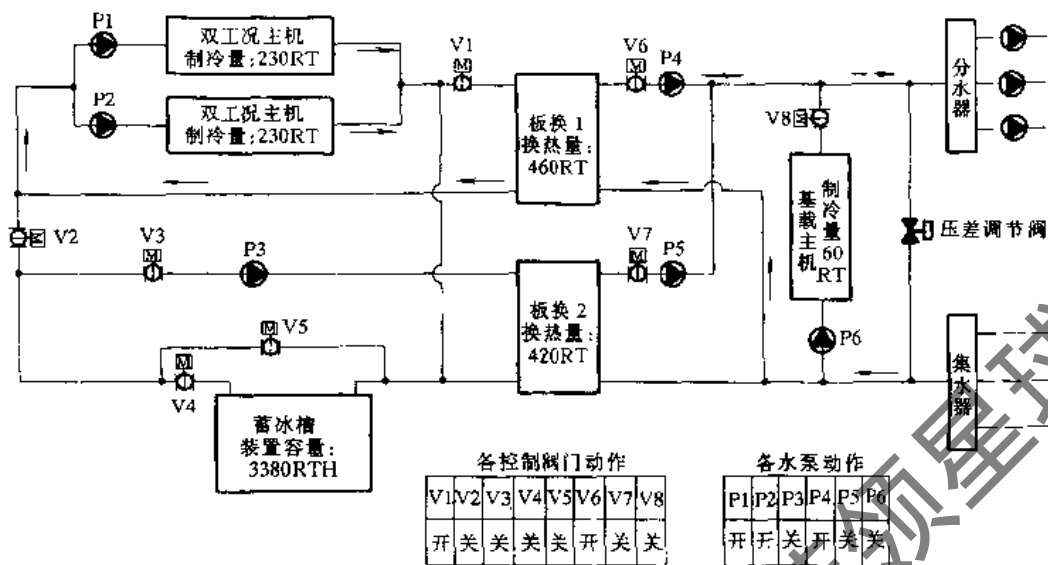 P1
双工况主机
制冷量:230RT
P2
双工况主机
制冷量:230RT
V1
M
板换1
换热量:
460RT
V6
M
P4
V8
M
基载主机
制冷量60RT
P6
分水器
压差调节阀
集水器
V2
M
V3
M
P3
V7
M
P5
板换2
换热量:
420RT
V5
M
V4
M
蓄冰槽
装置容量:
3380RTH
各控制阀门动作
V1 V2 V3 V4 V5 V6 V7 V8
开 关 关 关 关 开 关 关
各水泵动作
P1 P2 P3 P4 P5 P6
开 开 关 开 关 关
领星球